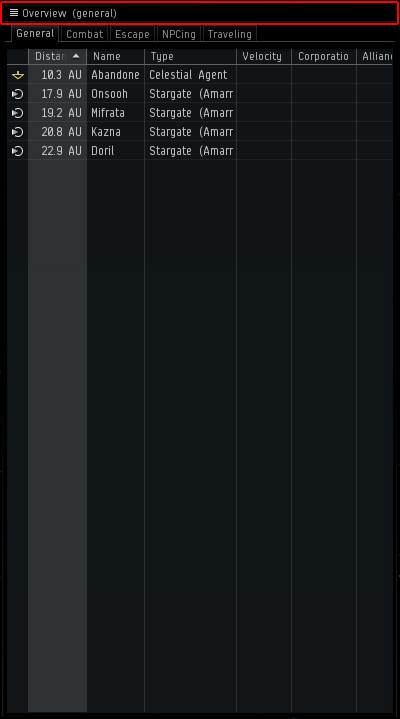 Overview (general)
General Combat Escape NPCing Traveling
Distan Name Type Velocity Corporatio Allian
10.3 AU Abandone Celestial Agent
17.9 AU Onsooh Stargate (Amarr
19.2 AU Mifrata Stargate (Amarr
20.8 AU Kazna Stargate (Amarr
22.9 AU Doril Stargate (Amarr